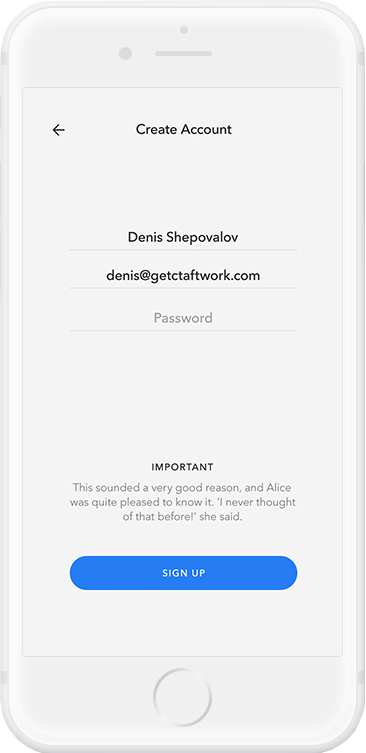 Create Account
Denis Shepovalov
denis@getctaftwork.com
Password
IMPORTANT
This sounded a very good reason, and Alice
was quite pleased to know it. 'I never thought
of that before!' she said.
SIGN UP